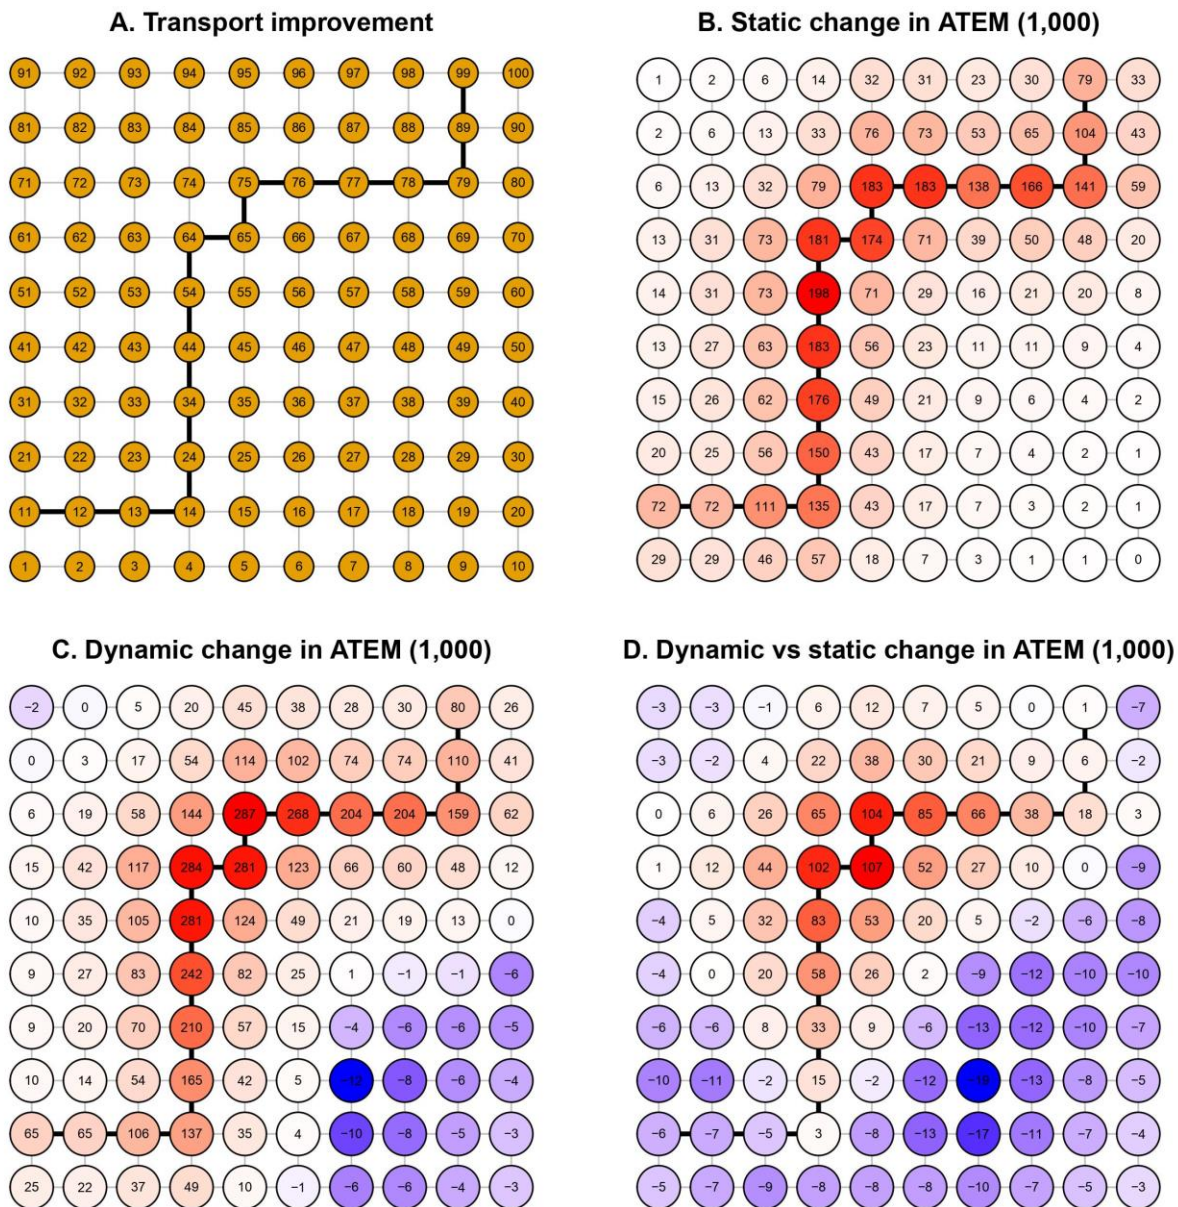 A. Transport improvement
91 92 93 94 95 96 97 98 99 100
81 82 83 84 85 86 87 88 89 90
71 72 73 74 75 76 77 78 79 80
61 62 63 64 65 66 67 68 69 70
51 52 53 54 55 56 57 58 59 60
41 42 43 44 45 46 47 48 49 50
31 32 33 34 35 36 37 38 39 40
21 22 23 24 25 26 27 28 29 30
11 12 13 14 15 16 17 18 19 20
1 2 3 4 5 6 7 8 9 10
B. Static change in ATEM (1,000)
1 2 6 14 32 31 23 30 79 33
2 6 13 33 76 73 53 65 104 43
6 13 32 79 183 183 138 166 141 59
13 31 73 181 174 71 39 50 48 20
14 31 73 198 71 29 16 21 20 8
13 27 63 183 56 23 11 11 9 4
15 26 62 176 49 21 9 6 4 2
20 25 56 150 43 17 7 4 2 1
72 72 111 135 43 17 7 3 2 1
29 29 46 57 18 7 3 1 1 0
C. Dynamic change in ATEM (1,000)
−2 0 5 20 45 38 28 30 80 26
0 3 17 54 114 102 74 74 110 41
6 19 58 144 287 268 204 204 159 62
15 42 117 284 281 123 66 60 48 12
10 35 105 281 124 49 21 19 13 0
9 27 83 242 82 25 1 −1 −1 −6
9 20 70 210 57 15 −4 −6 −6 −5
10 14 54 165 42 5 −12 −8 −6 −4
65 65 106 137 35 4 −10 −8 −5 −3
25 22 37 49 10 −1 −6 −6 −4 −3
D. Dynamic vs static change in ATEM (1,000)
−3 −3 −1 6 12 7 5 0 1 −7
−3 −2 4 22 38 30 21 9 6 −2
0 6 26 65 104 85 66 38 18 3
1 12 44 102 107 52 27 10 0 −9
−4 5 32 83 53 20 5 −2 −6 −8
−4 0 20 58 26 2 −9 −12 −10 −10
−6 −6 8 33 9 −6 −13 −12 −10 −7
−10 −11 −2 15 −2 −12 −19 −13 −8 −5
−6 −7 −5 3 −8 −13 −17 −11 −7 −4
−5 −7 −9 −8 −8 −8 −10 −7 −5 −3